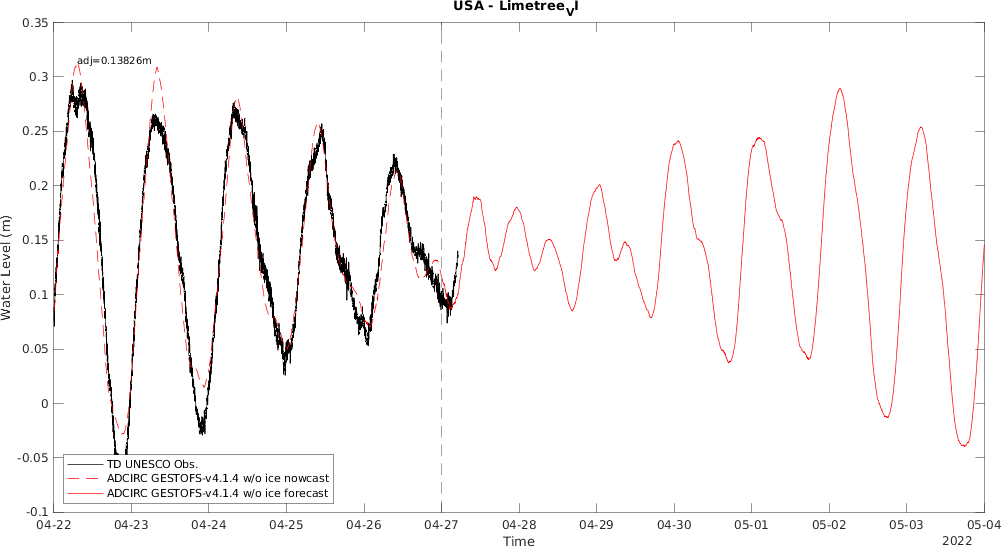 USA - Limetree_VI
adj=0.13826m
Water Level (m)
0.35
0.3
0.25
0.2
0.15
0.1
0.05
0
-0.05
-0.1
TD UNESCO Obs.
ADCIRC GESTOFS-v4.1.4 w/o ice nowcast
ADCIRC GESTOFS-v4.1.4 w/o ice forecast
04-22 04-23 04-24 04-25 04-26 04-27 04-28 04-29 04-30 05-01 05-02 05-03 05-04
Time
2022